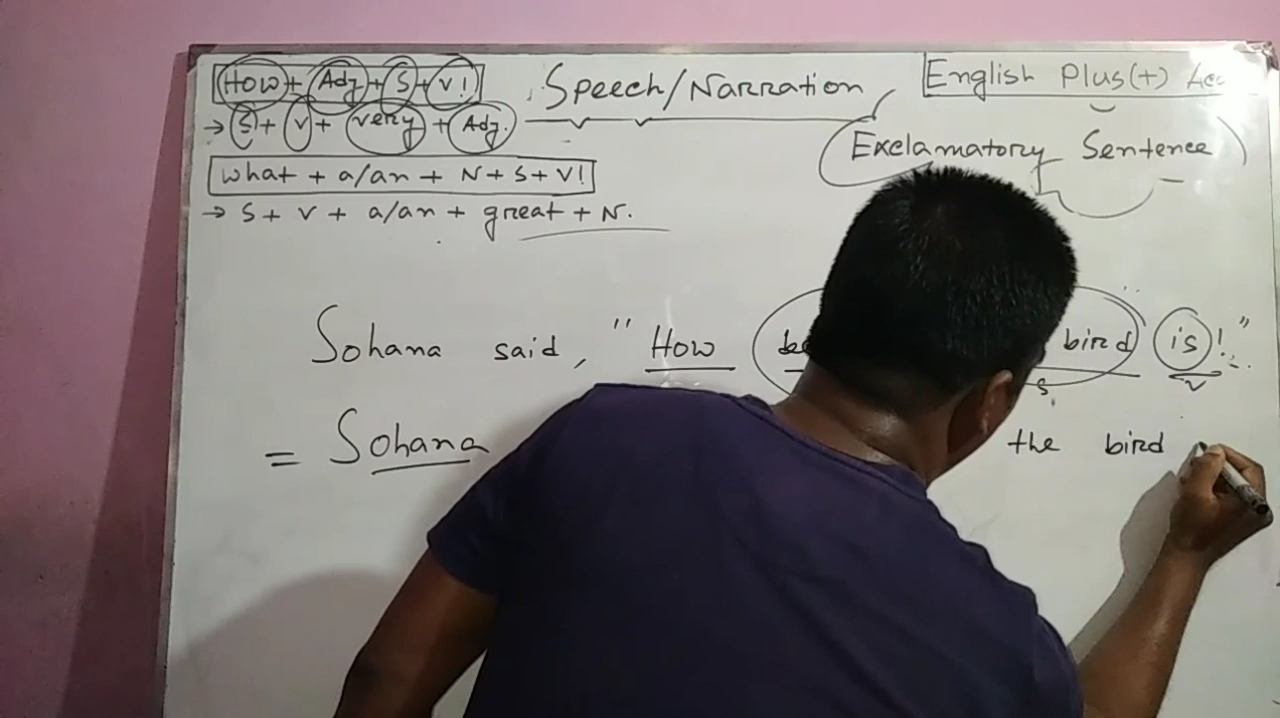 How + Adj + S + V!
Speech/Narration
English Plus(+)
→ S + V + very + Adj.
Exclamatory Sentence
what + a/an + N + S + V!
→ S + V + a/an + great + N.
Sohana said, " How bird is!"
S V
= Sohana the bird